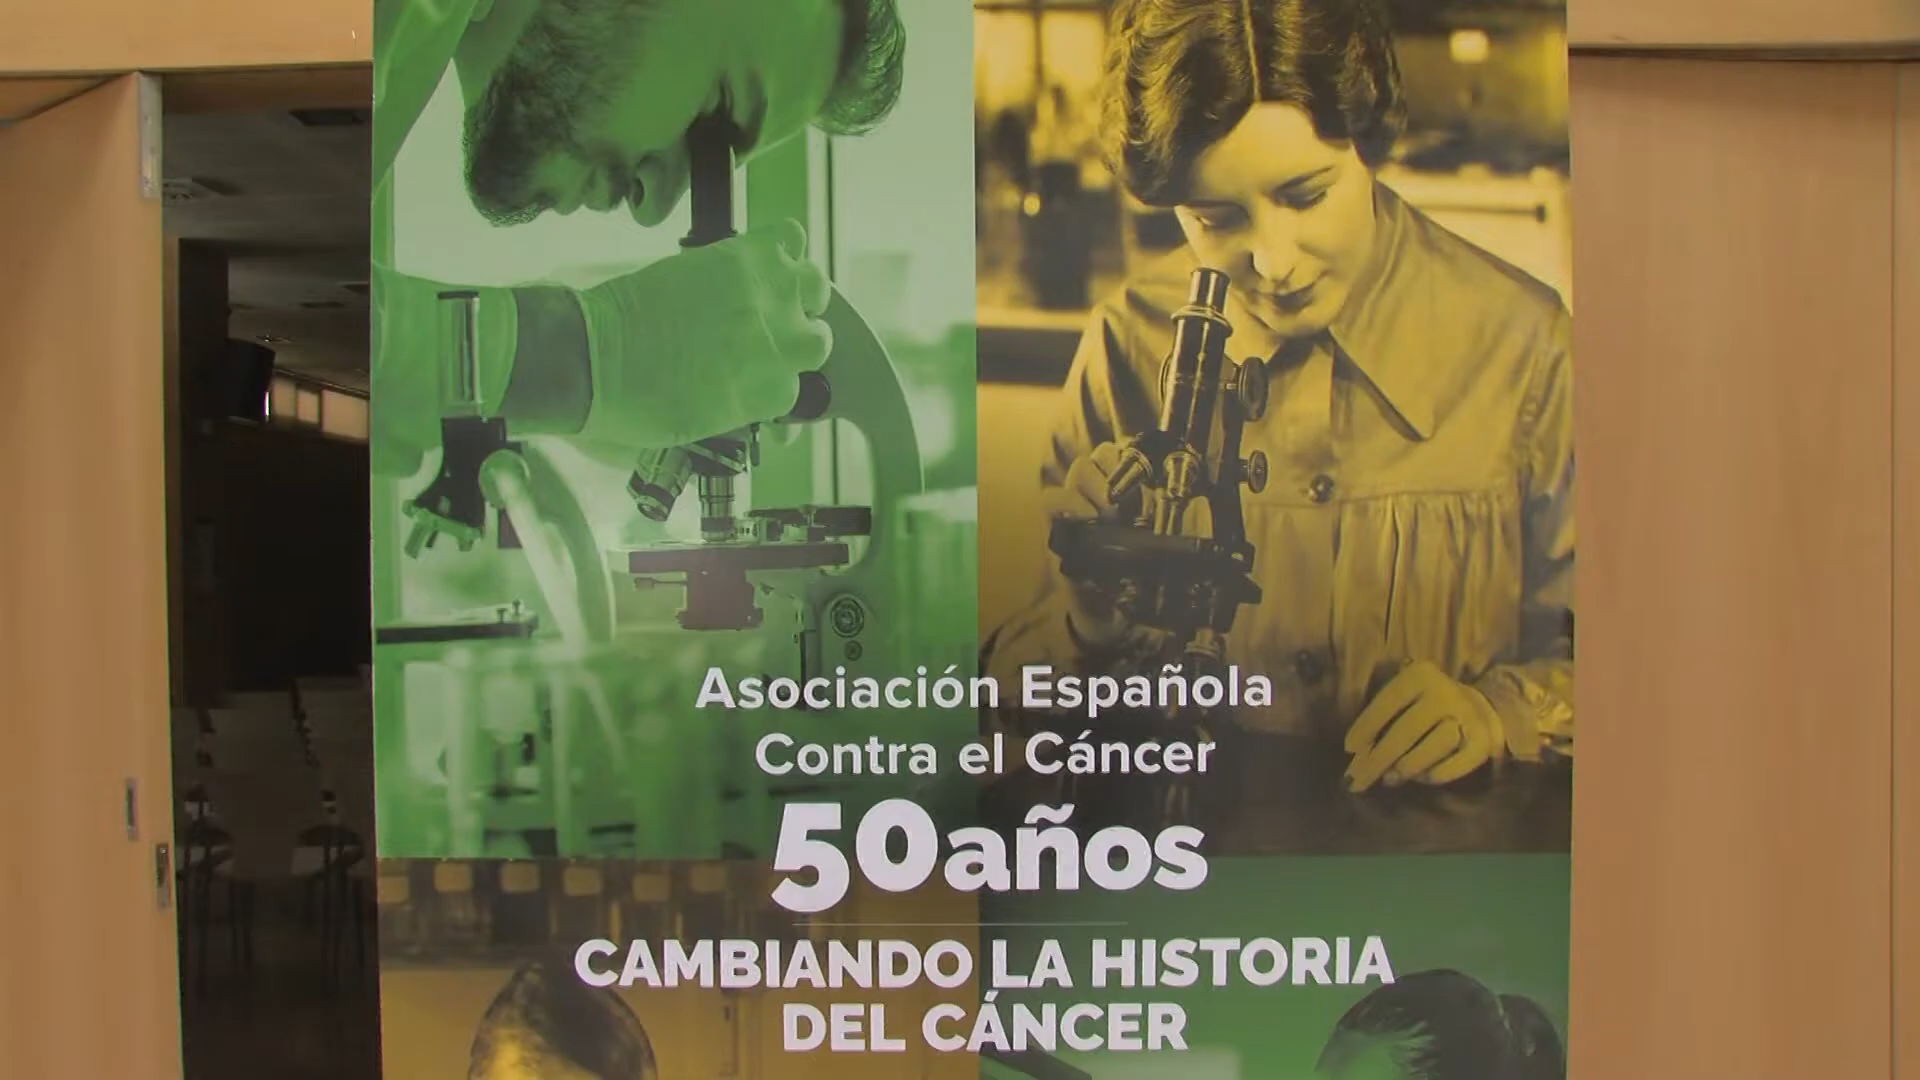 Asociación Española
Contra el Cáncer
50años
CAMBIANDO LA HISTORIA
DEL CÁNCER